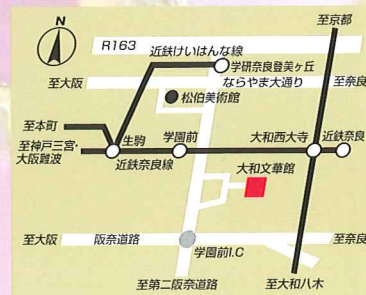 N
至京都
R163
近鉄けいはんな線
学研奈良登美ヶ丘
至大阪
ならやま大通り
至奈良
松伯美術館
至本町
生駒
学園前
大和西大寺
近鉄奈良
至神戸三宮・
大阪難波
近鉄奈良線
大和文華館
至大阪
阪奈道路
至奈良
学園前I.C
至第二阪奈道路
至大和八木